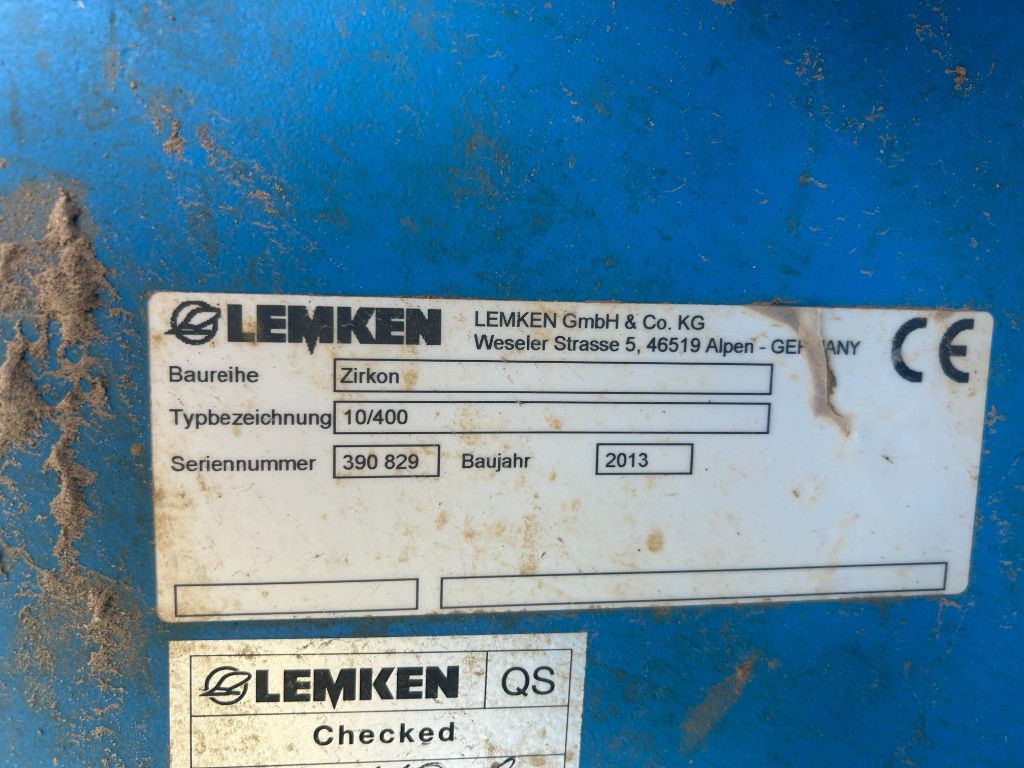 LEMKEN LEMKEN GmbH & Co. KG
Weseler Strasse 5, 46519 Alpen - CE
Baureihe Zirkon
Typbezeichnung 10/400
Seriennummer 390 829 Baujahr 2013
LEMKEN QS
Checked